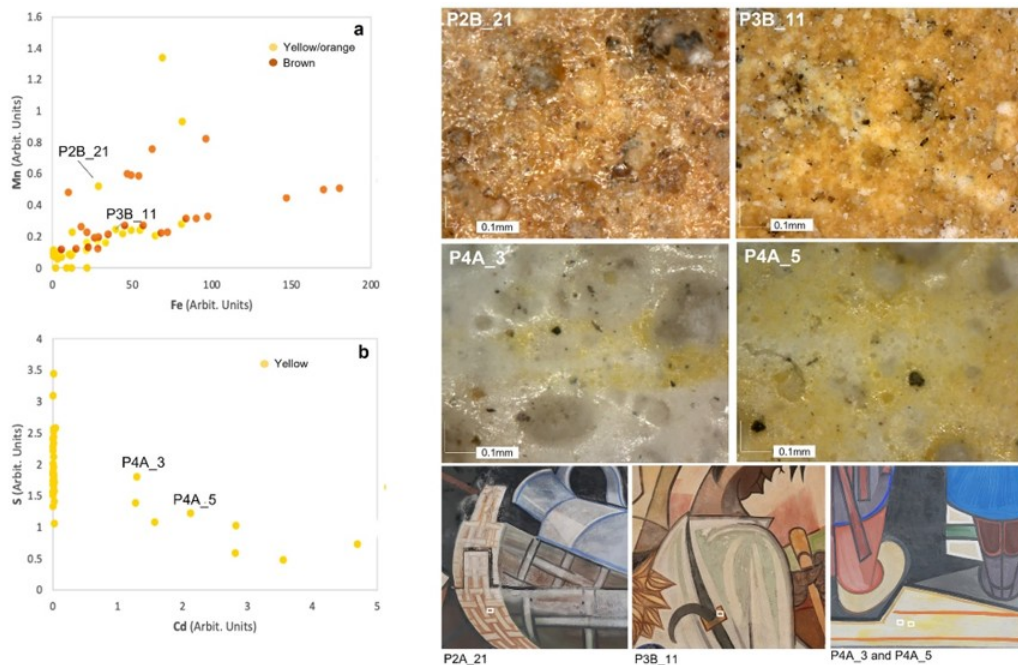 a
Yellow/orange
Brown
1.6
1.4
1.2
1
0.8
0.6
0.4
0.2
0
Mn (Arbit. Units)
P2B_21
P3B_11
0
50
100
150
200
Fe (Arbit. Units)
b
Yellow
4
3.5
3
2.5
2
1.5
1
0.5
0
S (Arbit. Units)
P4A_3
P4A_5
0
1
2
3
4
5
Cd (Arbit. Units)
P2B_21
0.1mm
P3B_11
0.1mm
P4A_3
0.1mm
P4A_5
0.1mm
P2A_21
P3B_11
P4A_3 and P4A_5